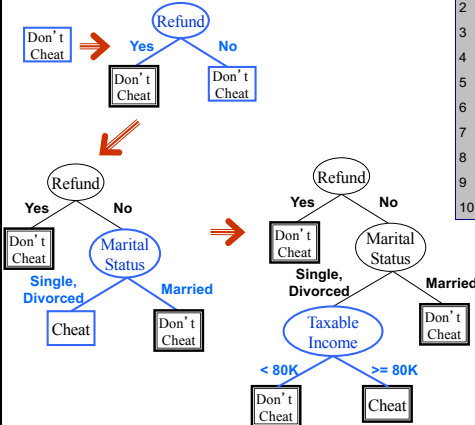 Don't
Cheat
Refund
Yes
No
Don't
Cheat
Don't
Cheat
2
3
4
5
6
7
8
9
10
Refund
Yes
No
Don't
Cheat
Marital
Status
Single,
Divorced
Married
Cheat
Don't
Cheat
Refund
Yes
No
Don't
Cheat
Marital
Status
Single,
Divorced
Married
Taxable
Income
Don't
Cheat
< 80K
>= 80K
Don't
Cheat
Cheat